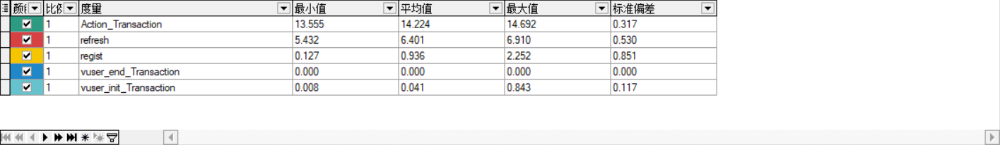 颜色 比例 度量 最小值 平均值 最大值 标准偏差
1 Action_Transaction 13.555 14.224 14.692 0.317
1 refresh 5.432 6.401 6.910 0.530
1 regist 0.127 0.936 2.252 0.851
1 vuser_end_Transaction 0.000 0.000 0.000 0.000
1 vuser_init_Transaction 0.008 0.041 0.843 0.117